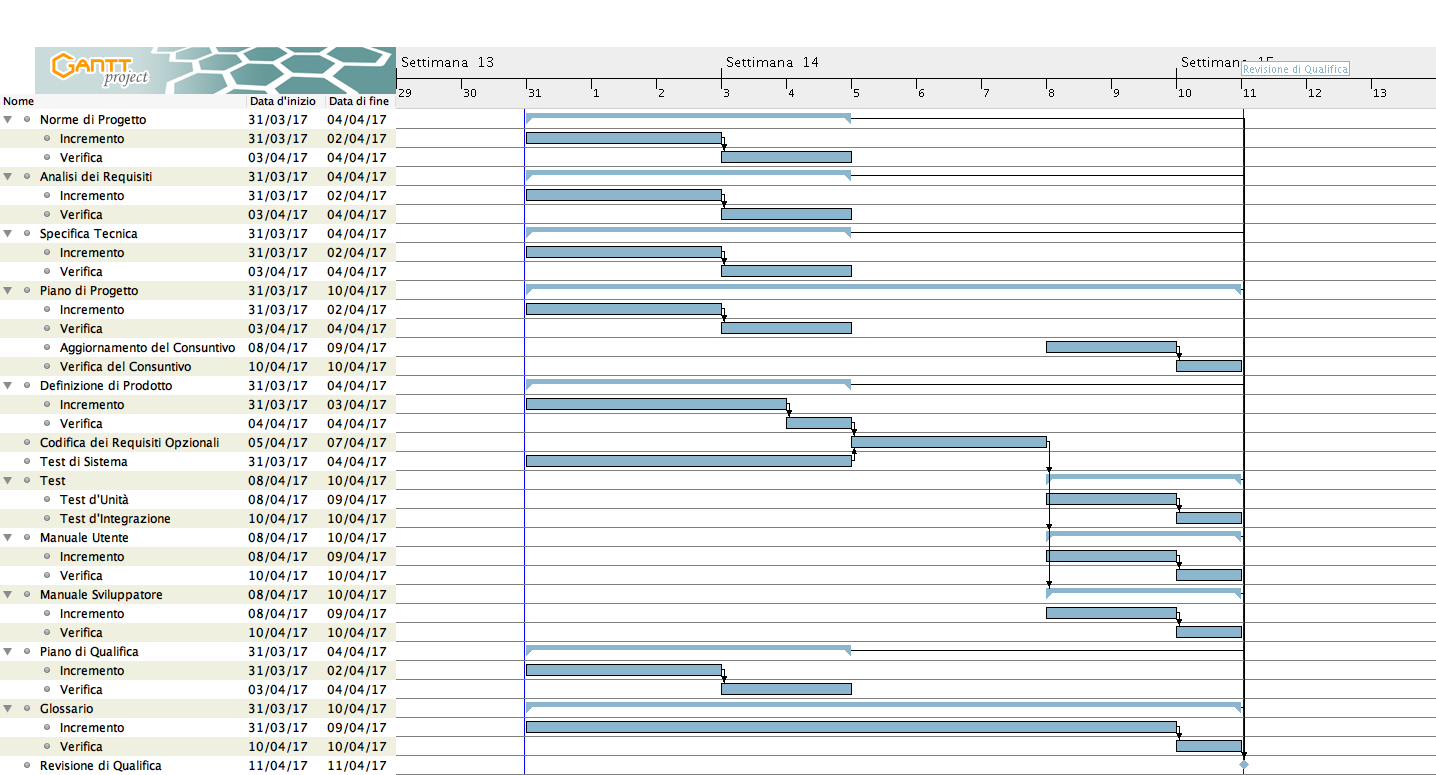 GANTT
project
Settimana 13 Settimana 14 Settimana 15
Revisione di Qualifica
29 30 31 1 2 3 4 5 6 7 8 9 10 11 12 13
Nome Data d'inizio Data di fine
Norme di Progetto 31/03/17 04/04/17
Incremento 31/03/17 02/04/17
Verifica 03/04/17 04/04/17
Analisi dei Requisiti 31/03/17 04/04/17
Incremento 31/03/17 02/04/17
Verifica 03/04/17 04/04/17
Specifica Tecnica 31/03/17 04/04/17
Incremento 31/03/17 02/04/17
Verifica 03/04/17 04/04/17
Piano di Progetto 31/03/17 10/04/17
Incremento 31/03/17 02/04/17
Verifica 03/04/17 04/04/17
Aggiornamento del Consuntivo 08/04/17 09/04/17
Verifica del Consuntivo 10/04/17 10/04/17
Definizione di Prodotto 31/03/17 04/04/17
Incremento 31/03/17 03/04/17
Verifica 04/04/17 04/04/17
Codifica dei Requisiti Opzionali 05/04/17 07/04/17
Test di Sistema 31/03/17 04/04/17
Test 08/04/17 10/04/17
Test d'Unità 08/04/17 09/04/17
Test d'Integrazione 10/04/17 10/04/17
Manuale Utente 08/04/17 10/04/17
Incremento 08/04/17 09/04/17
Verifica 10/04/17 10/04/17
Manuale Sviluppatore 08/04/17 10/04/17
Incremento 08/04/17 09/04/17
Verifica 10/04/17 10/04/17
Piano di Qualifica 31/03/17 04/04/17
Incremento 31/03/17 02/04/17
Verifica 03/04/17 04/04/17
Glossario 31/03/17 10/04/17
Incremento 31/03/17 09/04/17
Verifica 10/04/17 10/04/17
Revisione di Qualifica 11/04/17 11/04/17